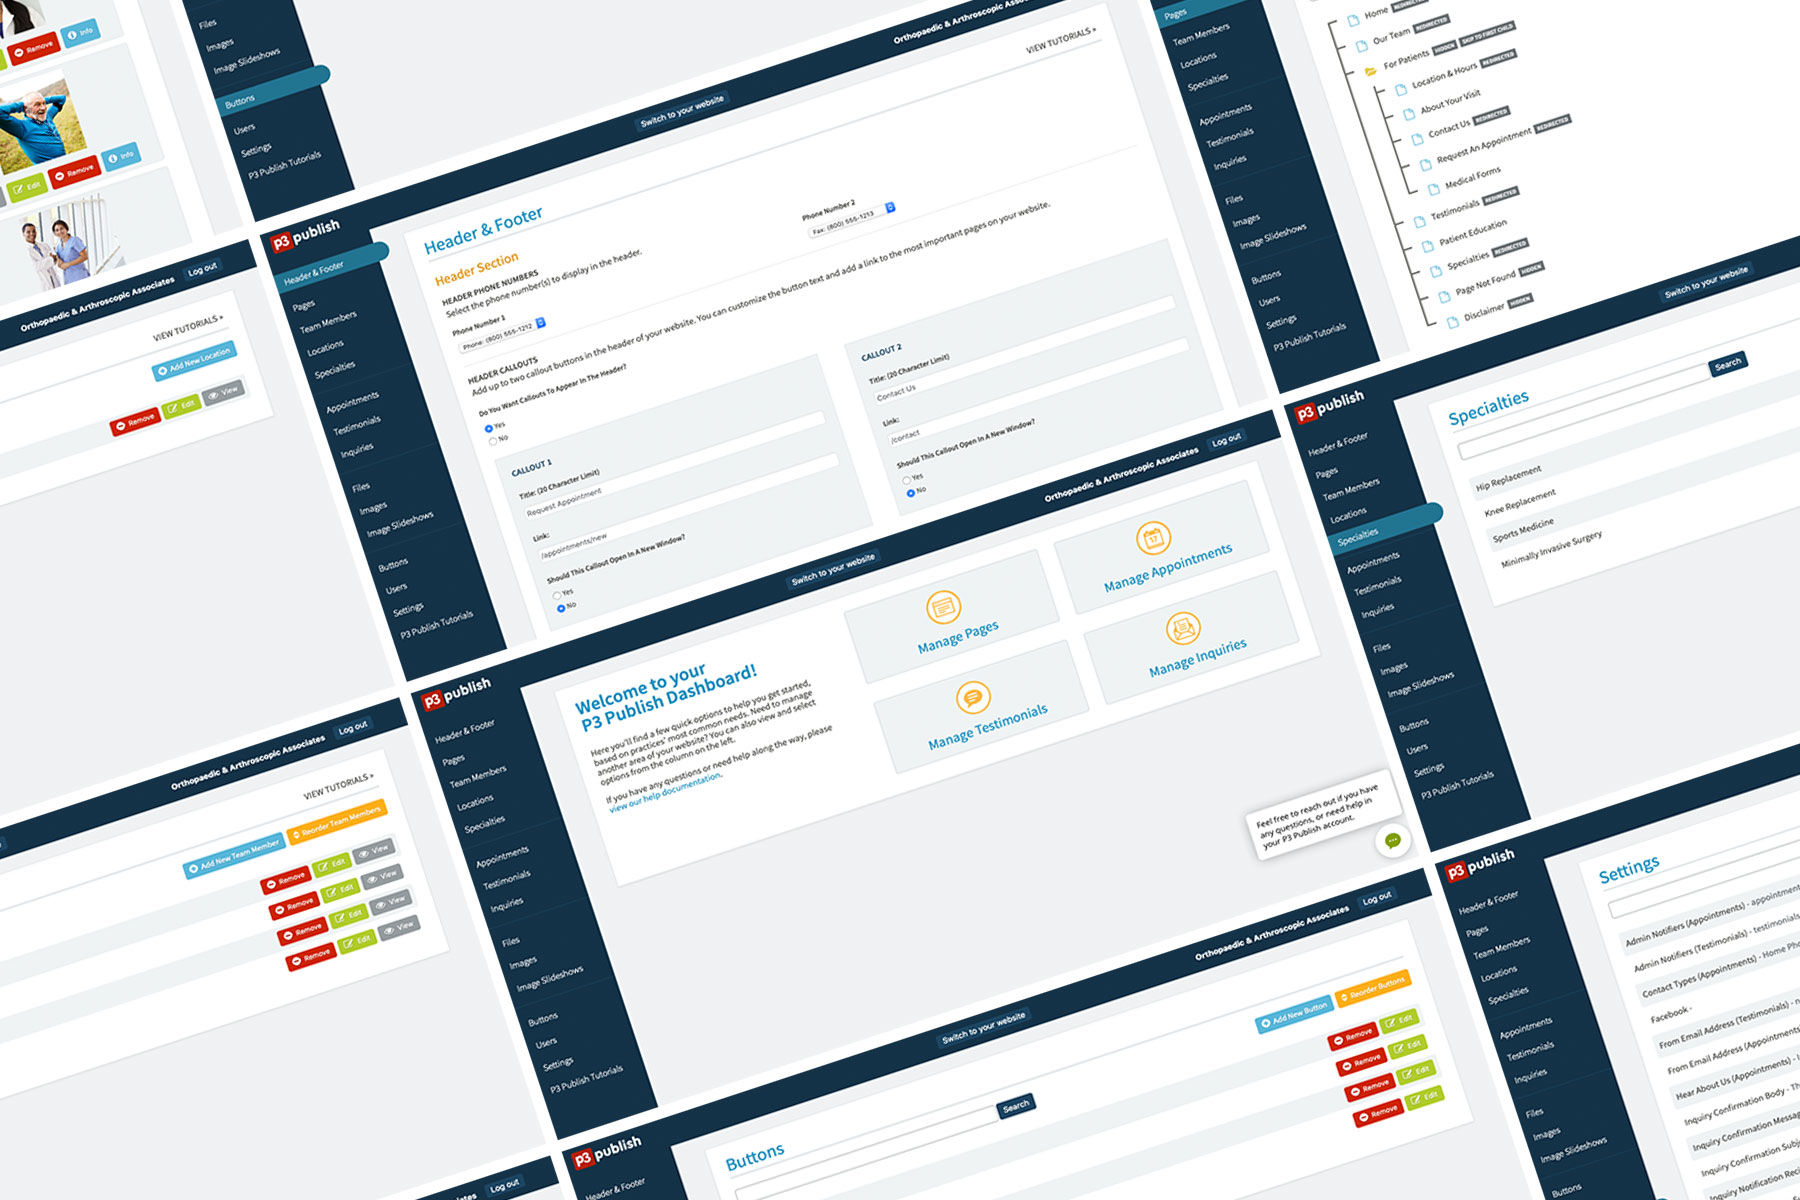 Remove
Info
Edit
Remove
Info
Files
Images
Image Slideshows
Buttons
Users
Settings
P3 Publish Tutorials
Orthopaedic & Arthroscopic Associates
Log out
VIEW TUTORIALS »
Add New Location
Remove
Edit
View
Orthopaedic & Arthroscopic
Switch to your website
VIEW TUTORIALS »
p3 publish
Header & Footer
Pages
Team Members
Locations
Specialties
Appointments
Testimonials
Inquiries
Files
Images
Image Slideshows
Buttons
Users
Settings
P3 Publish Tutorials
Header & Footer
Header Section
HEADER PHONE NUMBERS
Select the phone number(s) to display in the header.
Phone Number 1
Phone: (800) 555-1212
Phone Number 2
Fax: (800) 555-1213
HEADER CALLOUTS
Add up to two callout buttons in the header of your website. You can customize the button text and add a link to the most important pages on your website.
Do You Want Callouts To Appear In The Header?
Yes
No
CALLOUT 1
Title: (20 Character Limit)
Request Appointment
Link:
/appointments/new
Should This Callout Open In A New Window?
Yes
No
CALLOUT 2
Title: (20 Character Limit)
Contact Us
Link:
/contact
Should This Callout Open In A New Window?
Yes
No
Pages
Team Members
Locations
Specialties
Appointments
Testimonials
Inquiries
Files
Images
Image Slideshows
Buttons
Users
Settings
P3 Publish Tutorials
Home REDIRECTED
Our Team REDIRECTED
For Patients HIDDEN SKIP TO FIRST CHILD
Location & Hours REDIRECTED
About Your Visit
Contact Us REDIRECTED
Request An Appointment REDIRECTED
Medical Forms
Testimonials REDIRECTED
Patient Education
Specialties REDIRECTED
Page Not Found HIDDEN
Disclaimer HIDDEN
Switch to your website
Orthopaedic & Arthroscopic Associates
Log out
VIEW TUTORIALS »
Add New Team Member
Reorder Team Members
Remove
Edit
View
Remove
Edit
View
Remove
Edit
View
Remove
Edit
View
Switch to your website
Orthopaedic & Arthroscopic Associates
Log out
p3 publish
Header & Footer
Pages
Team Members
Locations
Specialties
Appointments
Testimonials
Inquiries
Files
Images
Image Slideshows
Buttons
Users
Settings
P3 Publish Tutorials
Welcome to your
P3 Publish Dashboard!
Here you'll find a few quick options to help you get started,
based on practices' most common needs. Need to manage
another area of your website? You can also view and select
options from the column on the left.
If you have any questions or need help along the way, please
view our help documentation.
Manage Pages
Manage Appointments
17
Manage Testimonials
Manage Inquiries
Feel free to reach out if you have
any questions, or need help in
your P3 Publish account.
p3 publish
Header & Footer
Pages
Team Members
Locations
Specialties
Appointments
Testimonials
Inquiries
Files
Images
Image Slideshows
Buttons
Users
Settings
P3 Publish Tutorials
Specialties
Search
Hip Replacement
Knee Replacement
Sports Medicine
Minimally Invasive Surgery
Associates
Log out
Switch to your website
Orthopaedic & Arthroscopic Associates
Log out
p3 publish
Header & Footer
Buttons
Search
Add New Button
Reorder Buttons
Remove
Edit
Remove
Edit
Remove
Edit
Remove
Edit
p3 publish
Header & Footer
Pages
Team Members
Locations
Specialties
Appointments
Testimonials
Inquiries
Files
Images
Image Slideshows
Buttons
Settings
Admin Notifiers (Appointments) - appointment
Admin Notifiers (Testimonials) - testimonials
Contact Types (Appointments) - Home Pho
Facebook -
From Email Address (Testimonials) - n
From Email Address (Appointments
Hear About Us (Appointments) - I
Inquiry Confirmation Body - Th
Inquiry Confirmation Messag
Inquiry Confirmation Subj
Inquiry Notification Reci